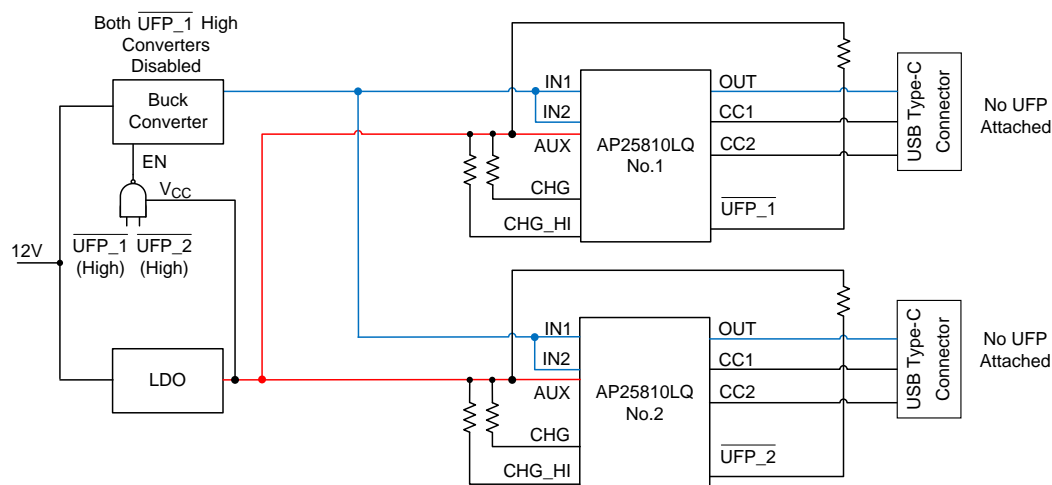 Both UFP_1 High
Converters
Disabled
Buck
Converter
EN
VCC
UFP_1 UFP_2
(High) (High)
12V
LDO
IN1
IN2
AUX
CHG
CHG_HI
AP25810LQ
No.1
OUT
CC1
CC2
UFP_1
USB Type-C
Connector
No UFP
Attached
IN1
IN2
AUX
CHG
CHG_HI
AP25810LQ
No.2
OUT
CC1
CC2
UFP_2
USB Type-C
Connector
No UFP
Attached